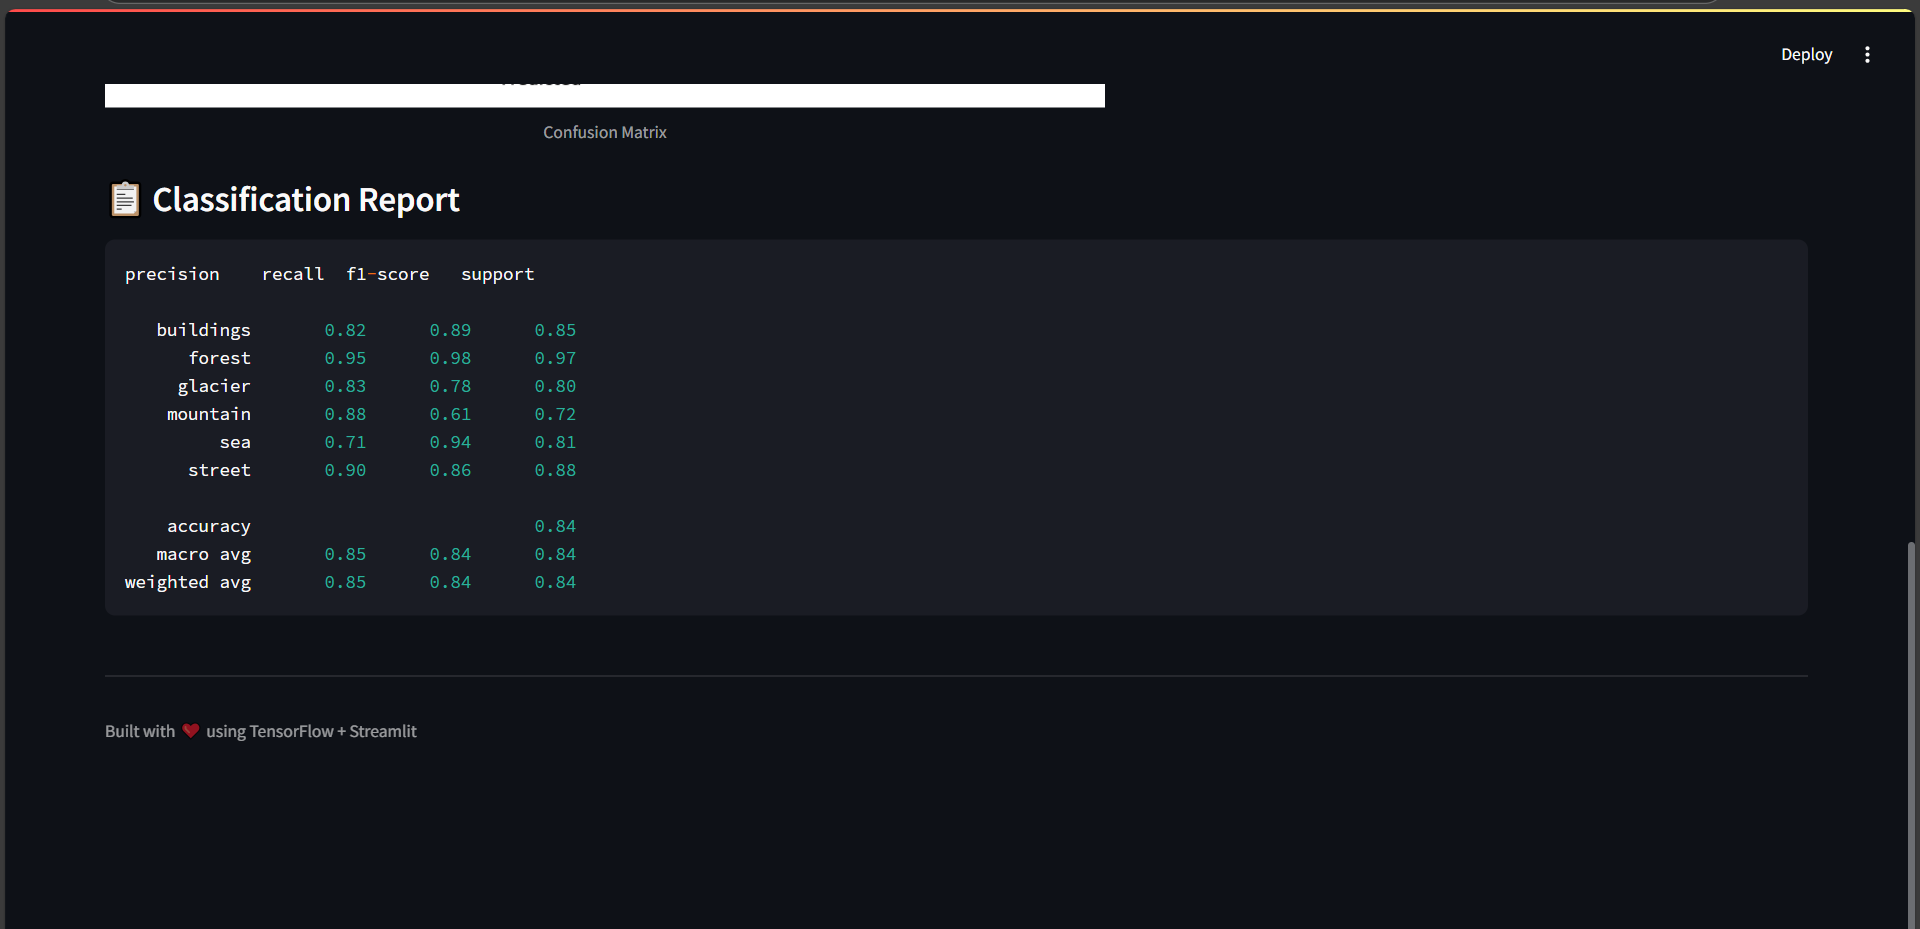 Deploy
Confusion Matrix
Classification Report
precision    recall  f1-score   support
buildings       0.82      0.89      0.85
forest       0.95      0.98      0.97
glacier       0.83      0.78      0.80
mountain       0.88      0.61      0.72
sea       0.71      0.94      0.81
street       0.90      0.86      0.88
accuracy                           0.84
macro avg       0.85      0.84      0.84
weighted avg       0.85      0.84      0.84
Built with ❤️ using TensorFlow + Streamlit